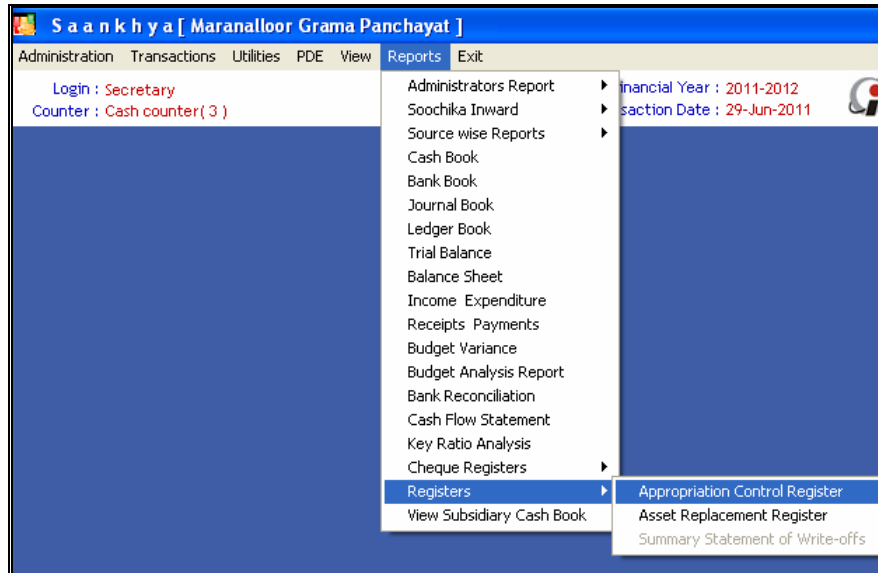 Saankhya[ Maranalloor Grama Panchayat ]
Administration Transactions Utilities PDE View Reports Exit
Login : Secretary
Counter : Cash counter( 3 )
inancial Year : 2011-2012
saction Date : 29-Jun-2011
Administrators Report
Soochika Inward
Source wise Reports
Cash Book
Bank Book
Journal Book
Ledger Book
Trial Balance
Balance Sheet
Income Expenditure
Receipts Payments
Budget Variance
Budget Analysis Report
Bank Reconciliation
Cash Flow Statement
Key Ratio Analysis
Cheque Registers
Registers
View Subsidiary Cash Book
Appropriation Control Register
Asset Replacement Register
Summary Statement of Write-offs